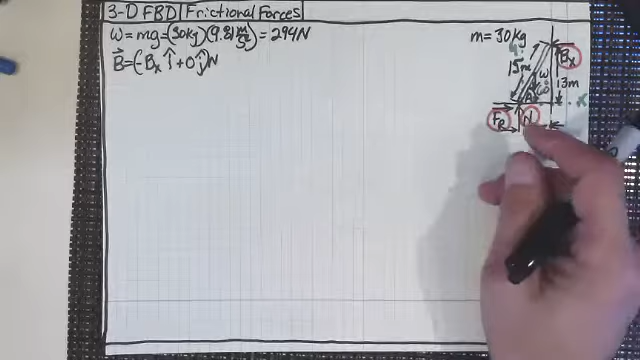 3-D FBD Frictional Forces
W = mg = (30kg)(9.81 m/s²) = 294N
m = 30kg
B⃗ = (-Bx î + 0ĵ)N
Bx
15m
13m
x
FR
N